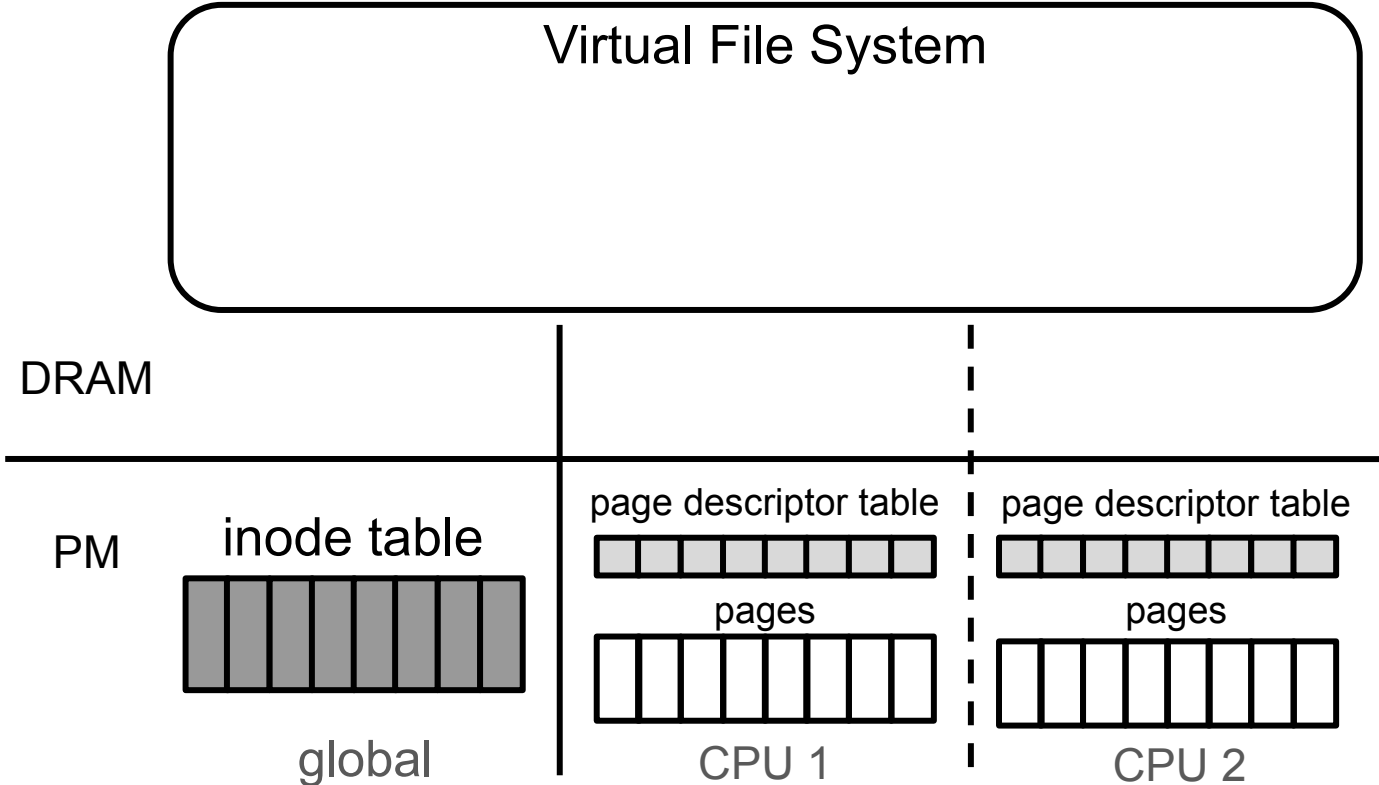 Virtual File System
DRAM
PM
inode table
page descriptor table
pages
page descriptor table
pages
global
CPU 1
CPU 2